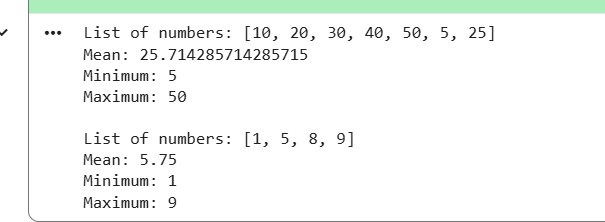 List of numbers: [10, 20, 30, 40, 50, 5, 25]
Mean: 25.714285714285715
Minimum: 5
Maximum: 50

List of numbers: [1, 5, 8, 9]
Mean: 5.75
Minimum: 1
Maximum: 9